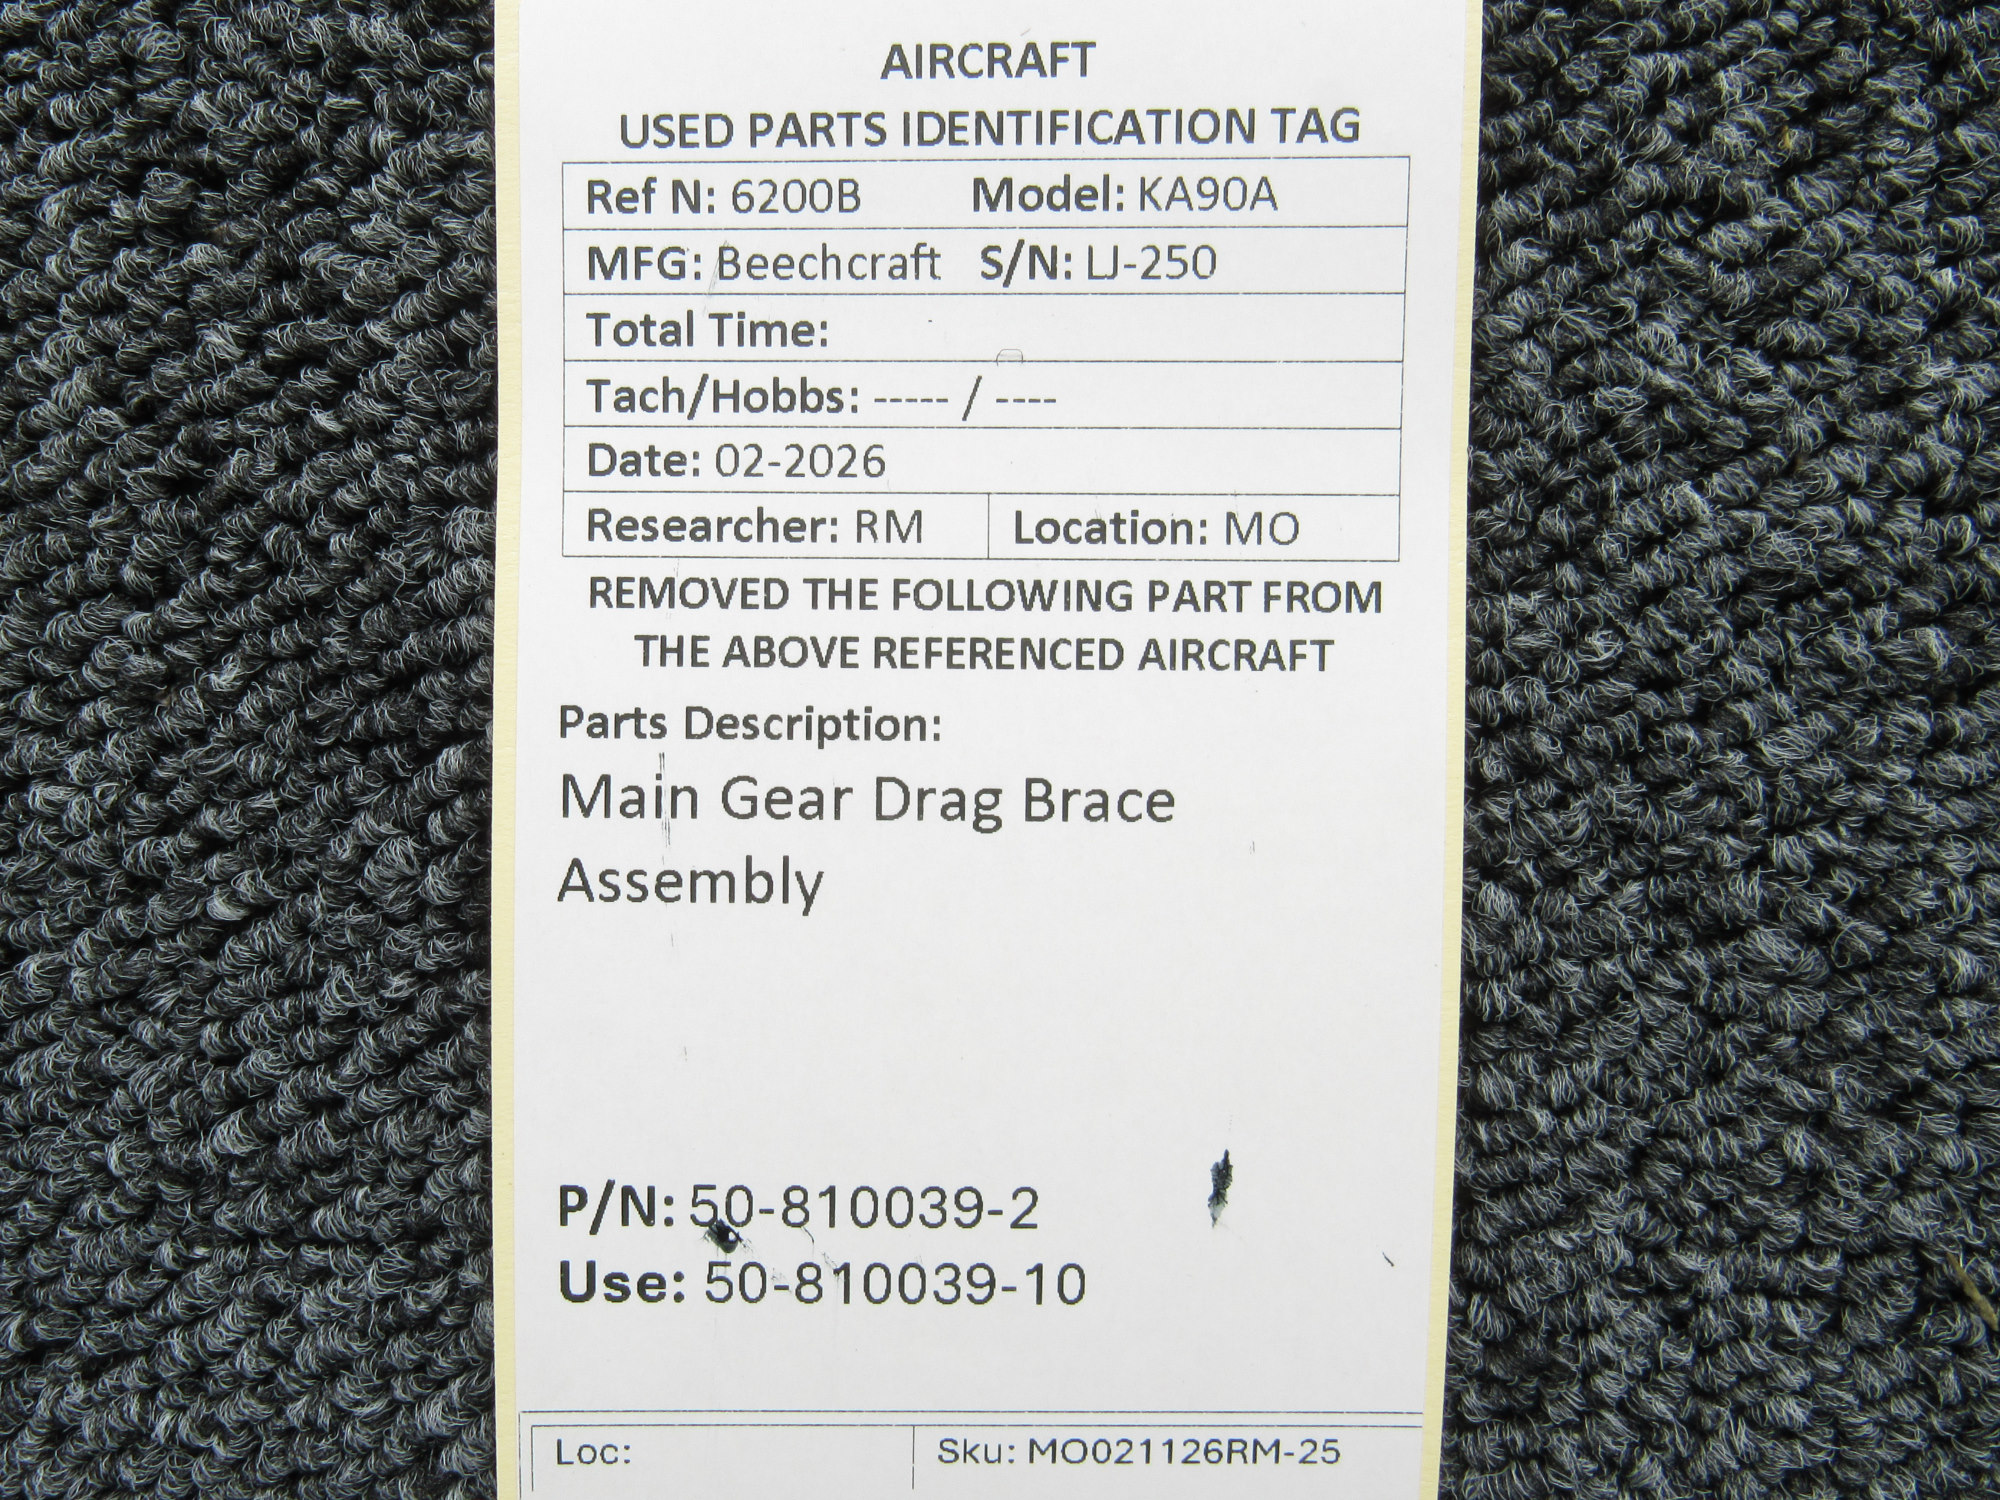 AIRCRAFT
USED PARTS IDENTIFICATION TAG
Ref N: 6200B Model: KA90A
MFG: Beechcraft S/N: LJ-250
Total Time:
Tach/Hobbs: ----- / ----
Date: 02-2026
Researcher: RM Location: MO
REMOVED THE FOLLOWING PART FROM
THE ABOVE REFERENCED AIRCRAFT
Parts Description:
Main Gear Drag Brace
Assembly
P/N: 50-810039-2
Use: 50-810039-10
Loc: Sku: MO021126RM-25